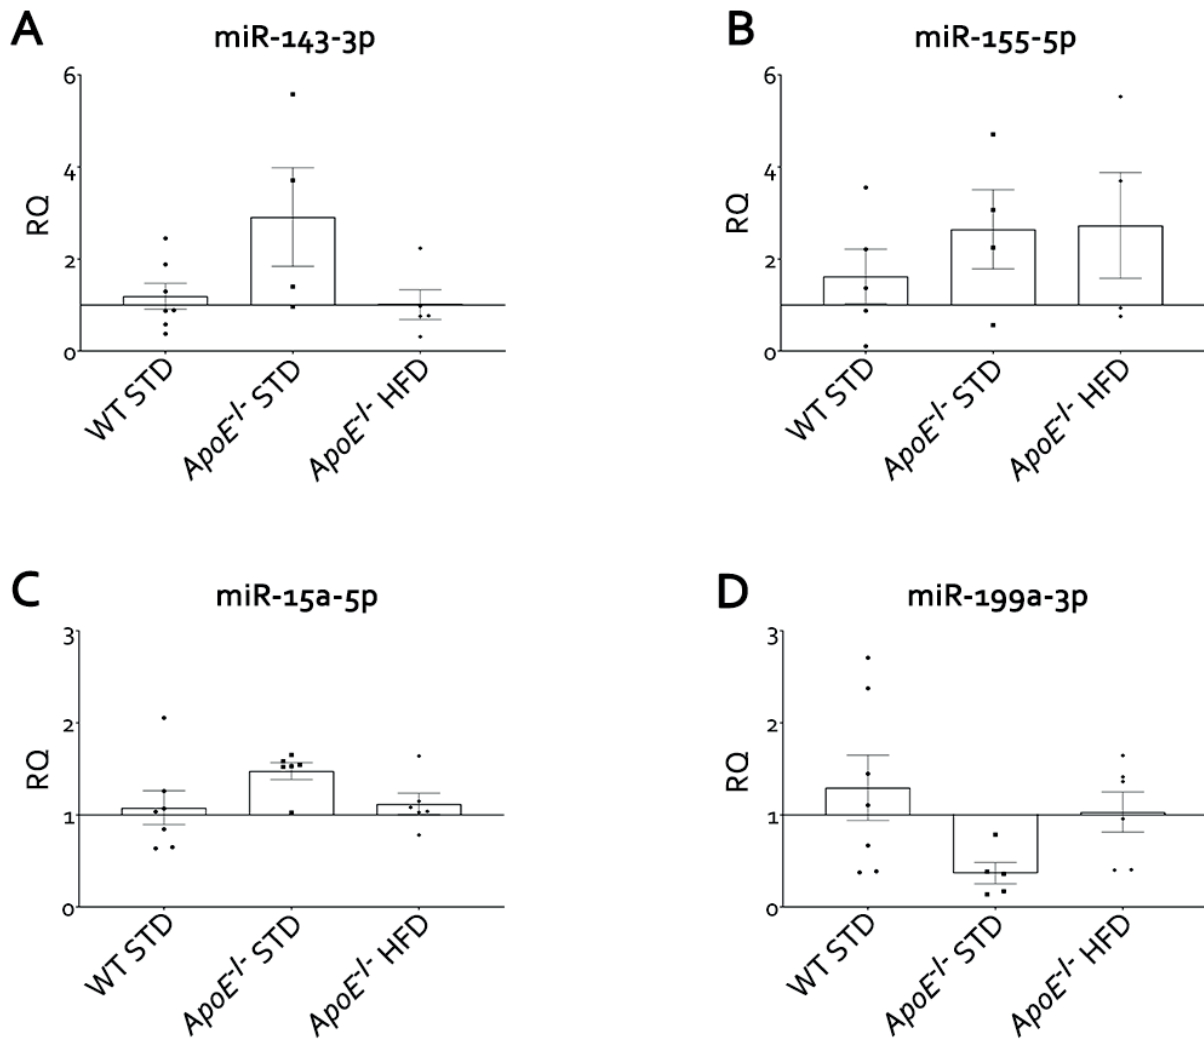 A
miR-143-3p
6
4
2
0
RQ
WT STD
ApoE-/- STD
ApoE-/- HFD
B
miR-155-5p
6
4
2
0
RQ
WT STD
ApoE-/- STD
ApoE-/- HFD
C
miR-15a-5p
3
2
1
0
RQ
WT STD
ApoE-/- STD
ApoE-/- HFD
D
miR-199a-3p
3
2
1
0
RQ
WT STD
ApoE-/- STD
ApoE-/- HFD